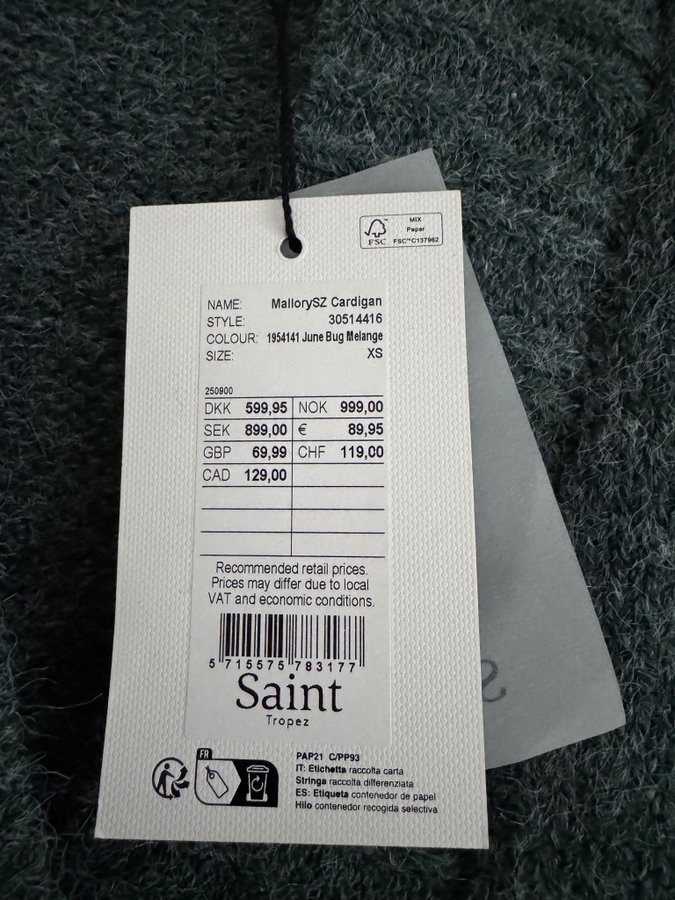 MIX
Paper
FSC
FSC™C137962
NAME: MallorySZ Cardigan
STYLE: 30514416
COLOUR: 1954141 June Bug Melange
SIZE: XS
250900
DKK 599,95 NOK 999,00
SEK 899,00 € 89,95
GBP 69,99 CHF 119,00
CAD 129,00
Recommended retail prices.
Prices may differ due to local
VAT and economic conditions.
5 715575 783177
Saint
Tropez
FR
PAP21 C/PP93
IT: Etichetta raccolta carta
Stringa raccolta differenziata
ES: Etiqueta contenedor de papel
Hilo contenedor recogida selectiva